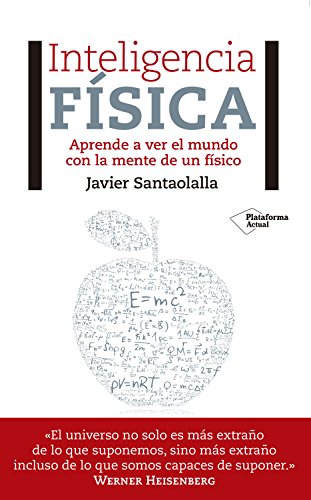 Inteligencia
FÍSICA
Aprende a ver el mundo
con la mente de un físico
Javier Santaolalla
Plataforma
Actual
E=mc²
pV=nRT
«El universo no solo es más extraño
de lo que suponemos, sino más extraño
incluso de lo que somos capaces de suponer.»
WERNER HEISENBERG